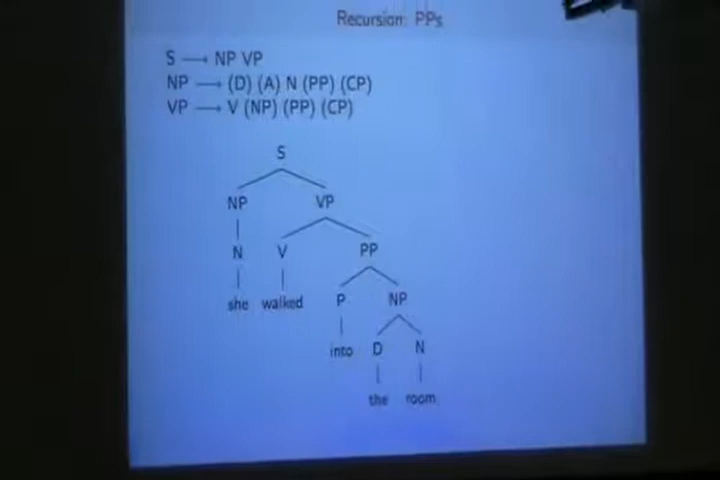 Recursion: PPs
S → NP VP
NP → (D) (A) N (PP) (CP)
VP → V (NP) (PP) (CP)
S
NP VP
N V PP
she walked P NP
into D N
the room